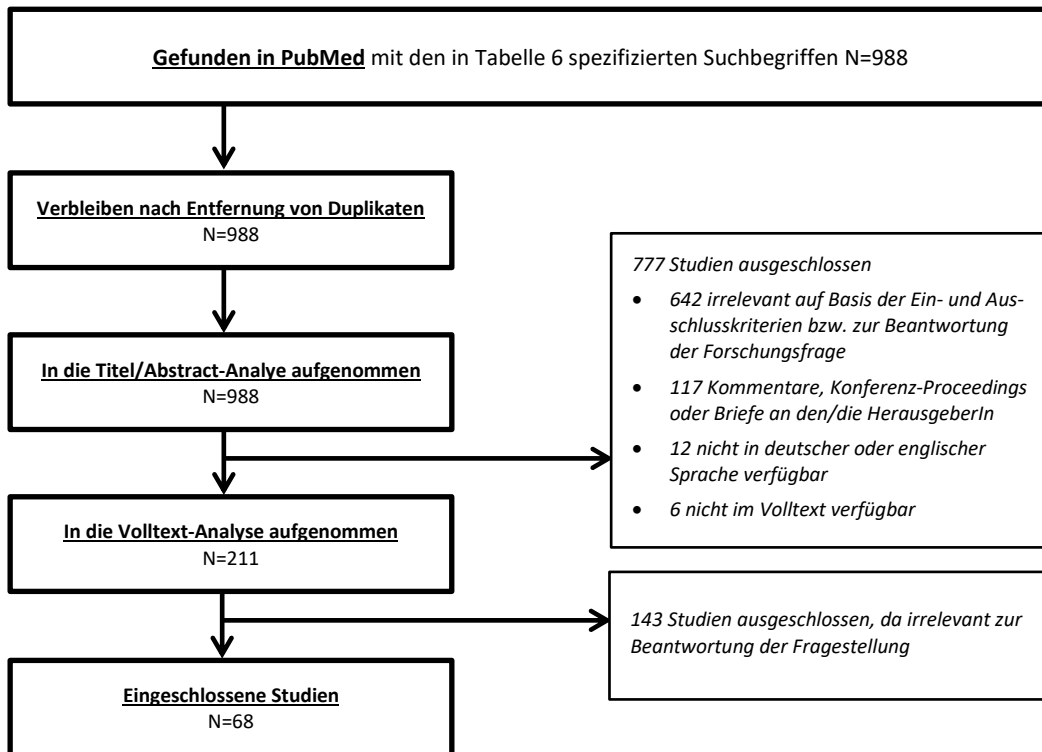 Gefunden in PubMed mit den in Tabelle 6 spezifizierten Suchbegriffen N=988
Verbleiben nach Entfernung von Duplikaten
N=988
In die Titel/Abstract-Analye aufgenommen
N=988
777 Studien ausgeschlossen
• 642 irrelevant auf Basis der Ein- und Aus-
schlusskriterien bzw. zur Beantwortung
der Forschungsfrage
• 117 Kommentare, Konferenz-Proceedings
oder Briefe an den/die HerausgeberIn
• 12 nicht in deutscher oder englischer
Sprache verfügbar
• 6 nicht im Volltext verfügbar
In die Volltext-Analyse aufgenommen
N=211
143 Studien ausgeschlossen, da irrelevant zur
Beantwortung der Fragestellung
Eingeschlossene Studien
N=68